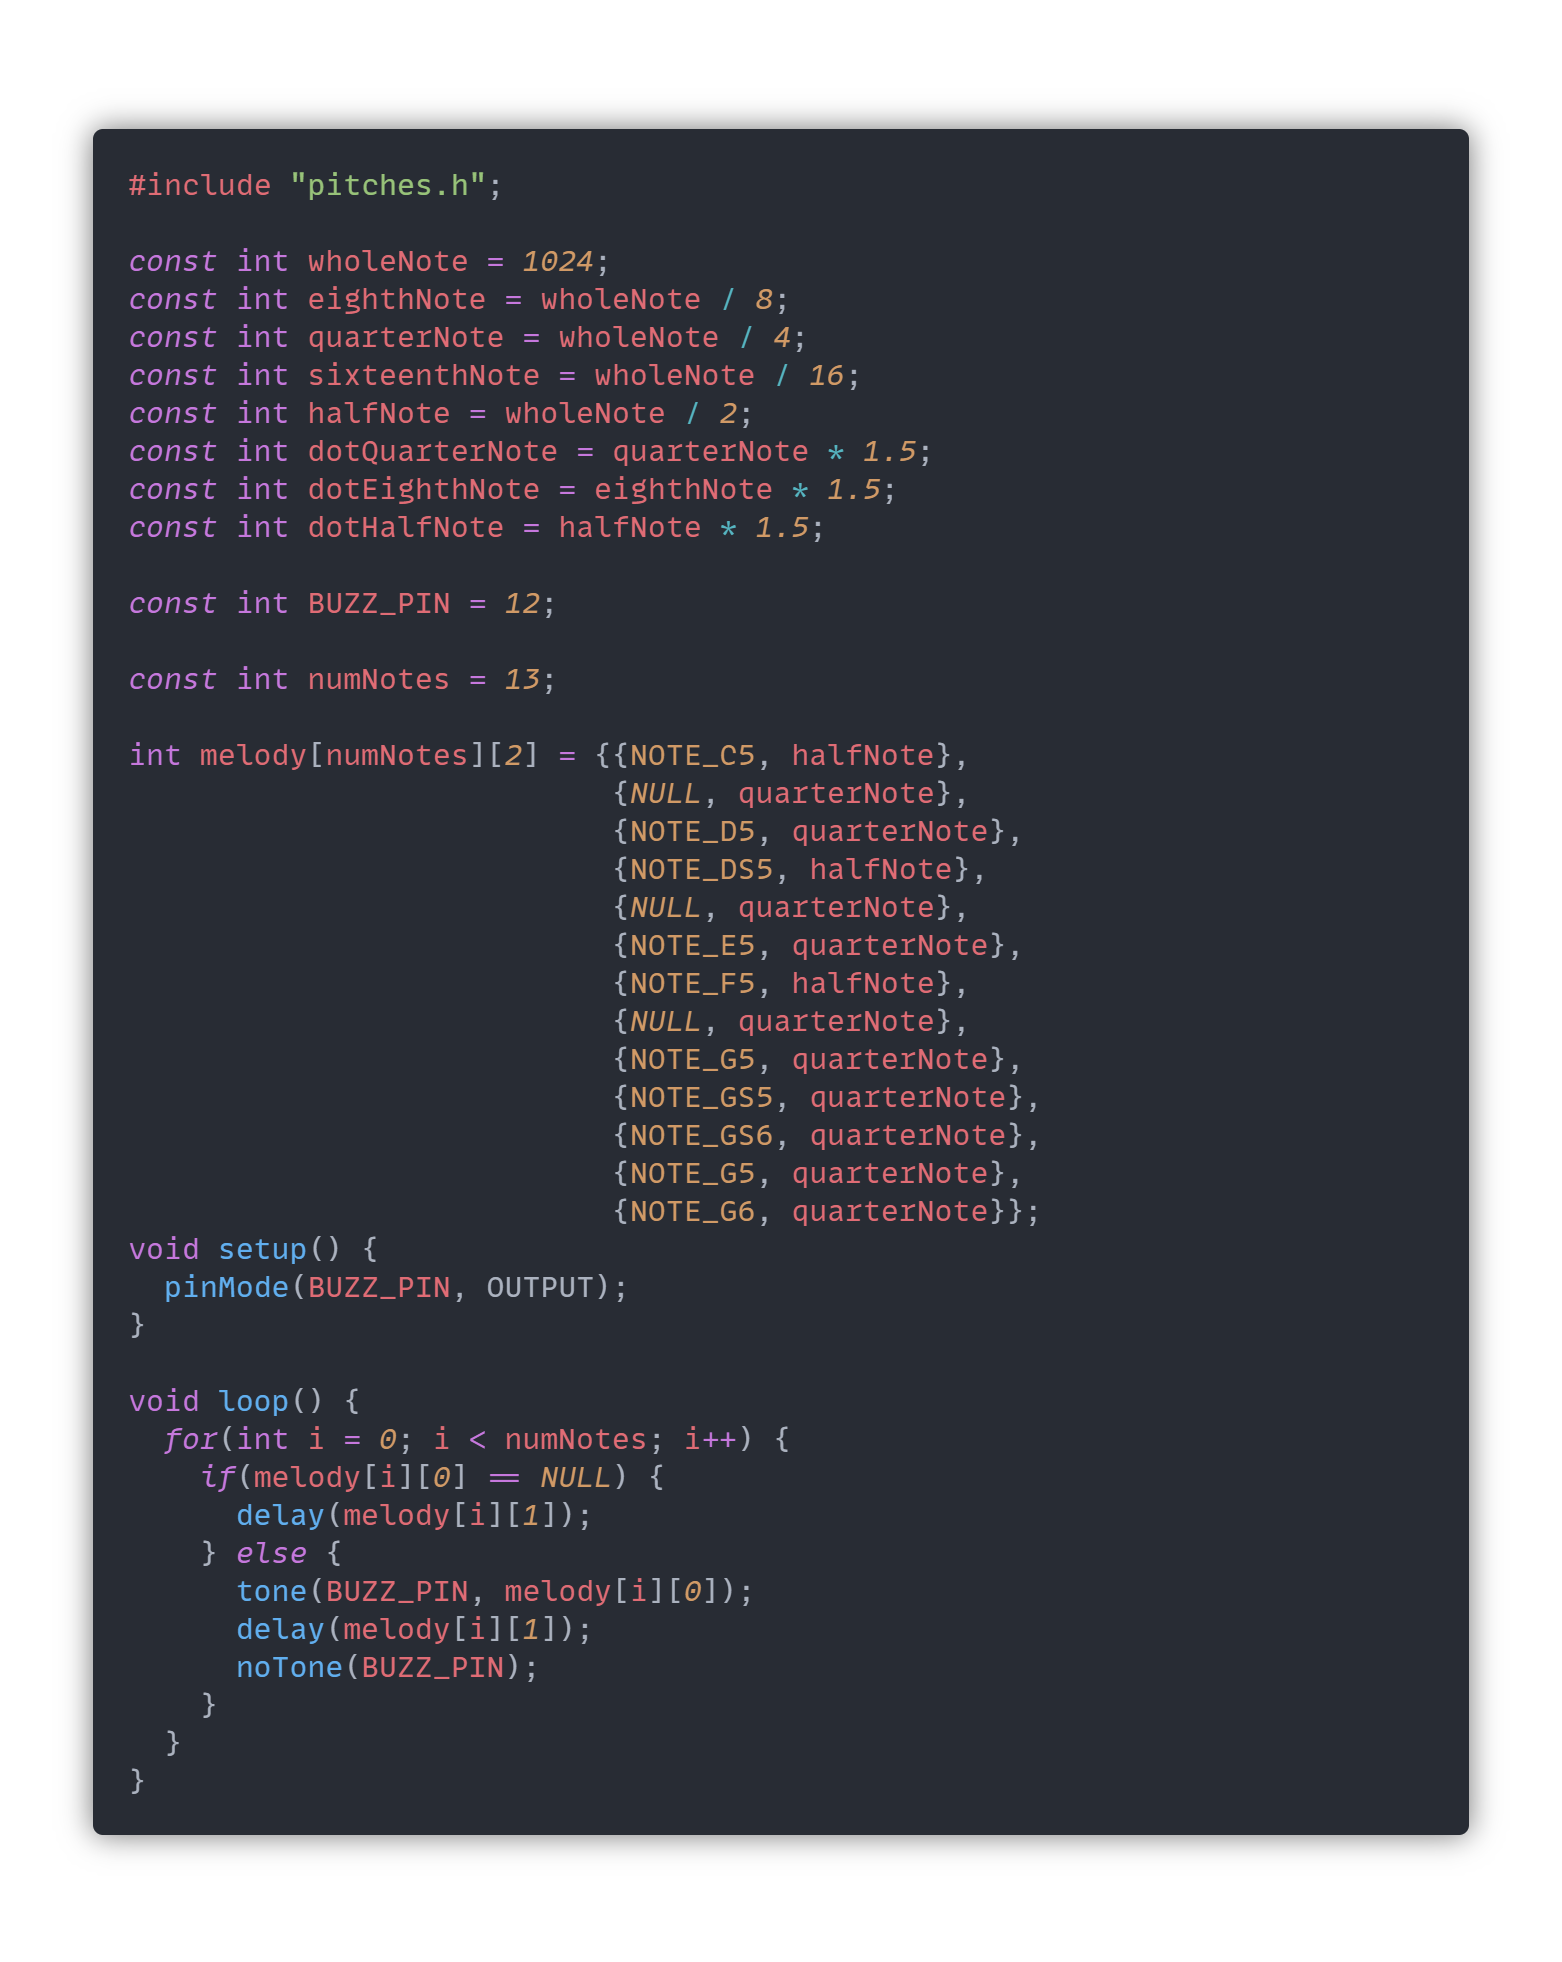 #include "pitches.h";

const int wholeNote = 1024;
const int eighthNote = wholeNote / 8;
const int quarterNote = wholeNote / 4;
const int sixteenthNote = wholeNote / 16;
const int halfNote = wholeNote / 2;
const int dotQuarterNote = quarterNote * 1.5;
const int dotEighthNote = eighthNote * 1.5;
const int dotHalfNote = halfNote * 1.5;

const int BUZZ_PIN = 12;

const int numNotes = 13;

int melody[numNotes][2] = {{NOTE_C5, halfNote},
                           {NULL, quarterNote},
                           {NOTE_D5, quarterNote},
                           {NOTE_DS5, halfNote},
                           {NULL, quarterNote},
                           {NOTE_E5, quarterNote},
                           {NOTE_F5, halfNote},
                           {NULL, quarterNote},
                           {NOTE_G5, quarterNote},
                           {NOTE_GS5, quarterNote},
                           {NOTE_GS6, quarterNote},
                           {NOTE_G5, quarterNote},
                           {NOTE_G6, quarterNote}};
void setup() {
  pinMode(BUZZ_PIN, OUTPUT);
}

void loop() {
  for(int i = 0; i < numNotes; i++) {
    if(melody[i][0] == NULL) {
      delay(melody[i][1]);
    } else {
      tone(BUZZ_PIN, melody[i][0]);
      delay(melody[i][1]);
      noTone(BUZZ_PIN);
    }
  }
}